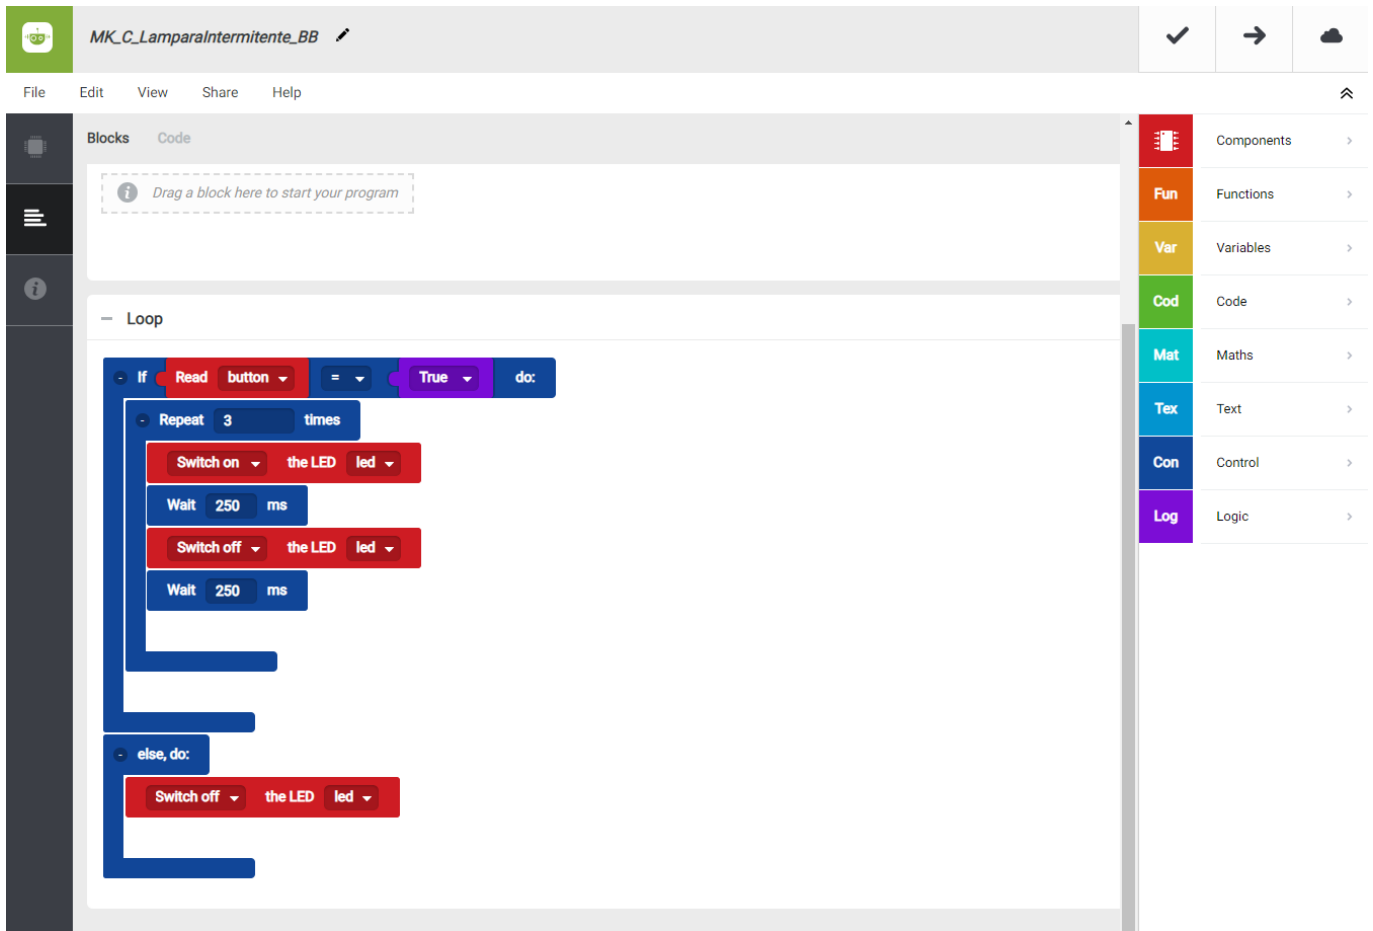 MK_C_LamparaIntermitente_BB
File Edit View Share Help
Blocks Code
Drag a block here to start your program
Loop
If Read button = True do:
Repeat 3 times
Switch on the LED led
Wait 250 ms
Switch off the LED led
Wait 250 ms
else, do:
Switch off the LED led
Components
Fun Functions
Var Variables
Cod Code
Mat Maths
Tex Text
Con Control
Log Logic